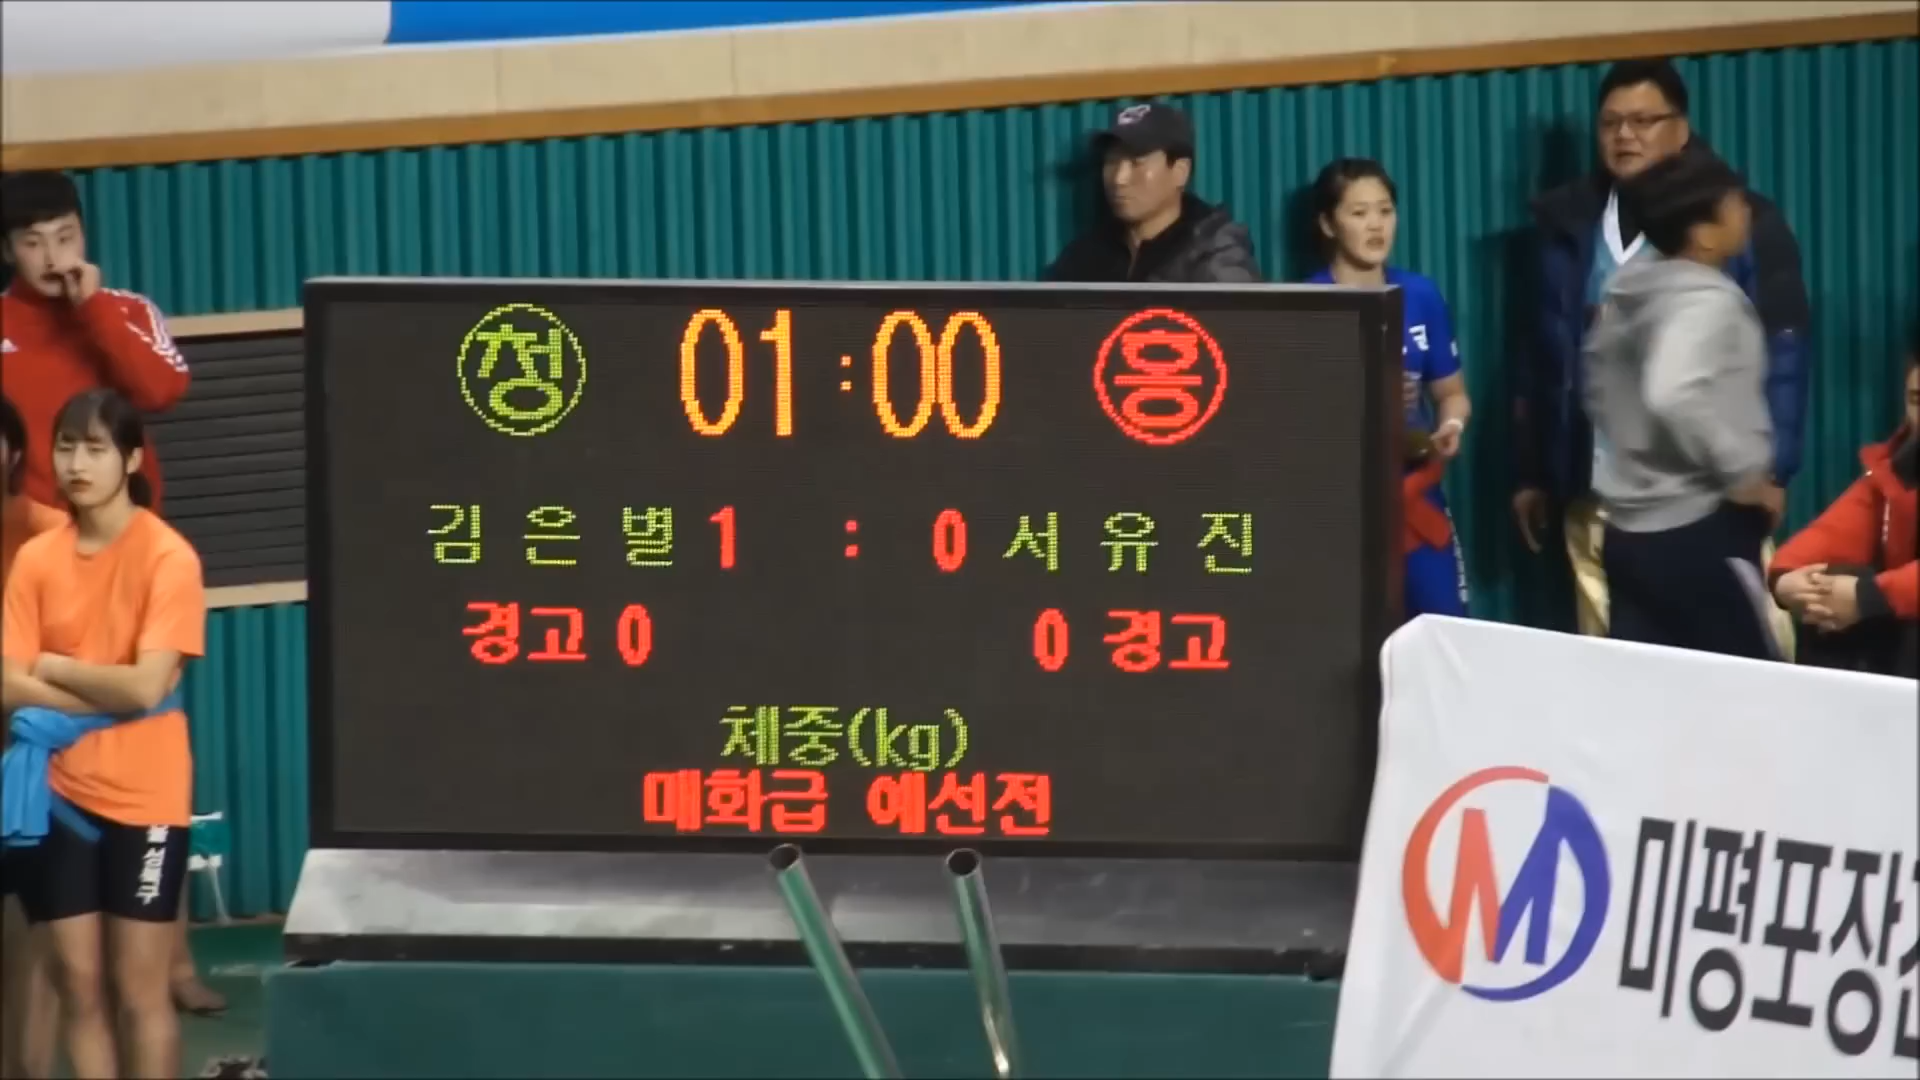 청 01:00 홍
김은별 1 : 0 서유진
경고 0 0 경고
체중(kg)
매화급 예선전
미평포장